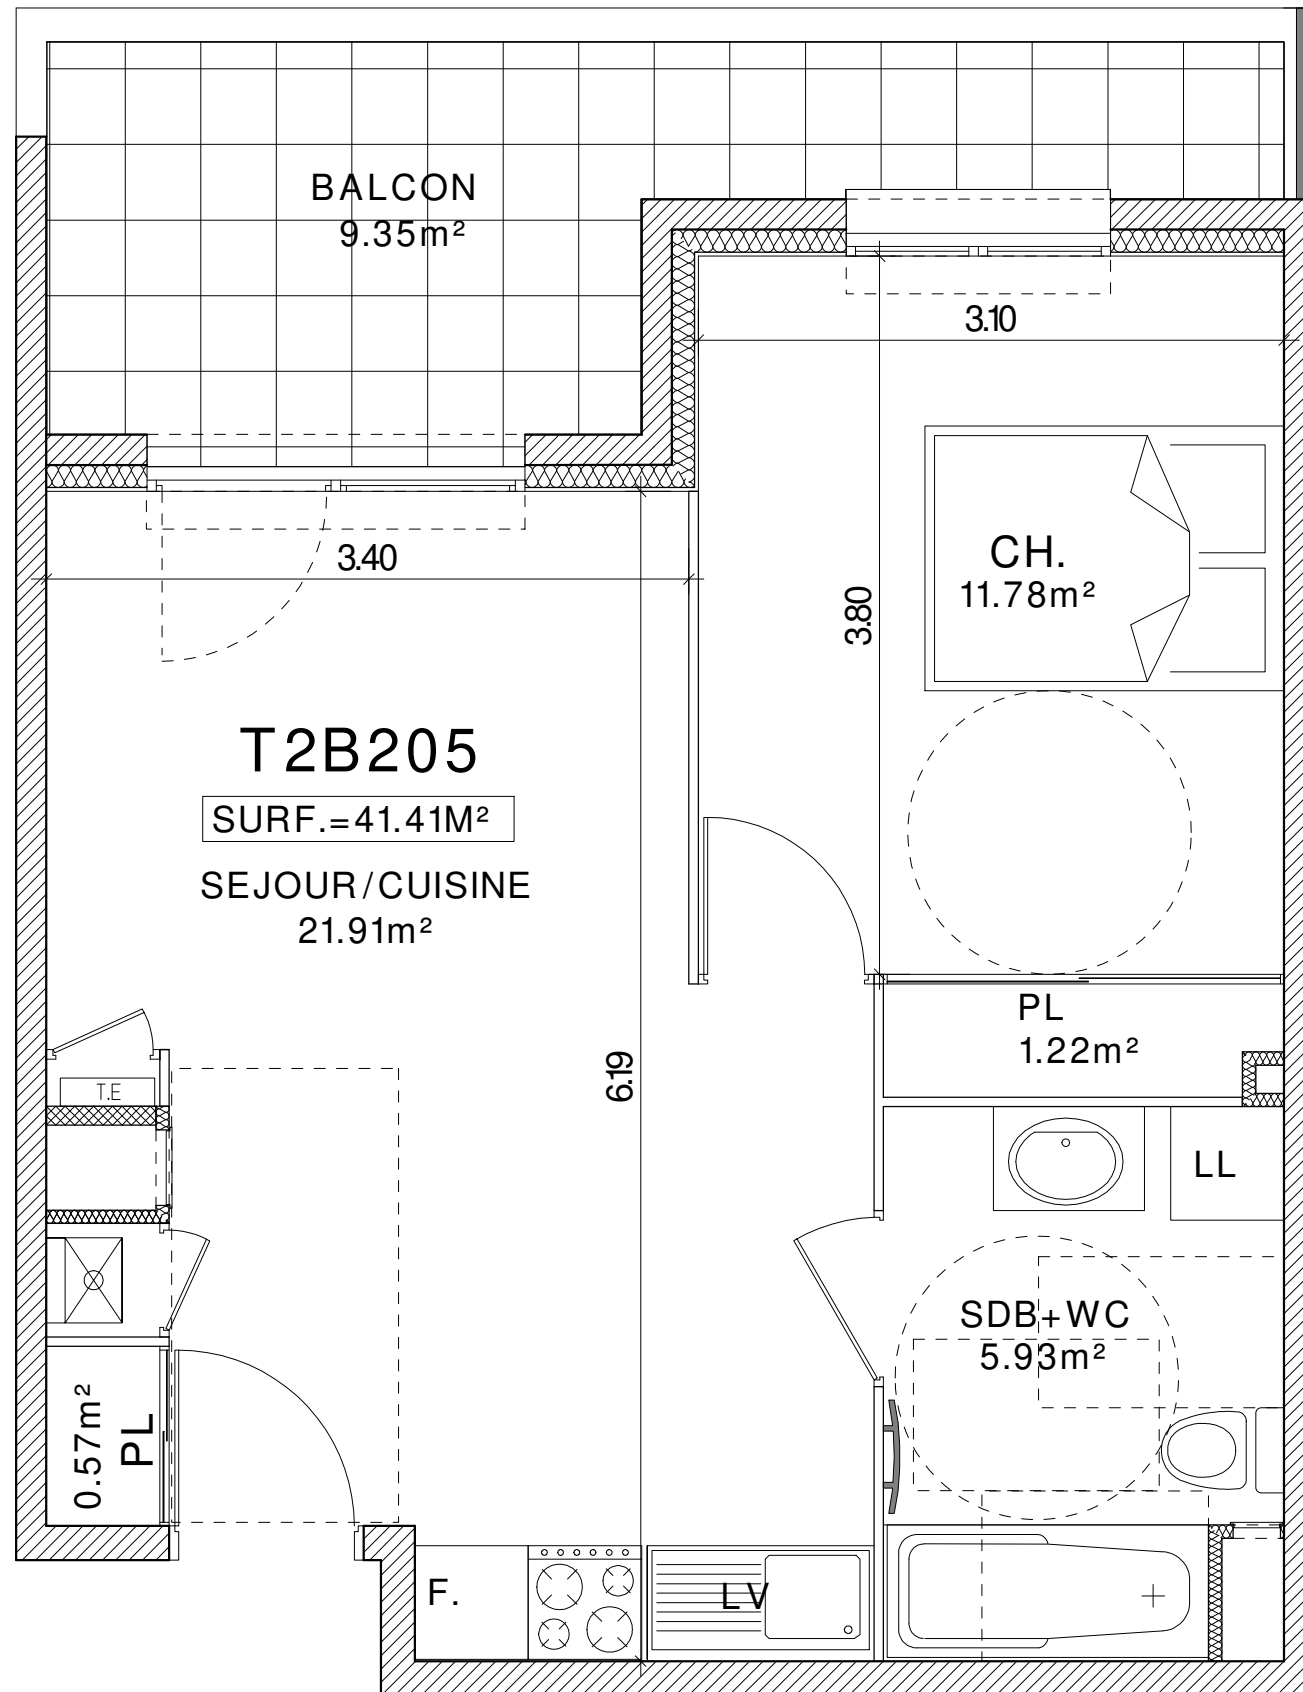 BALCON
9.35m²
3.10
3.40
CH.
11.78m²
3.80
T2B205
SURF.=41.41M²
SEJOUR/CUISINE
21.91m²
PL
1.22m²
6.19
T.E
LL
SDB+WC
5.93m²
0.57m²
PL
F.
LV